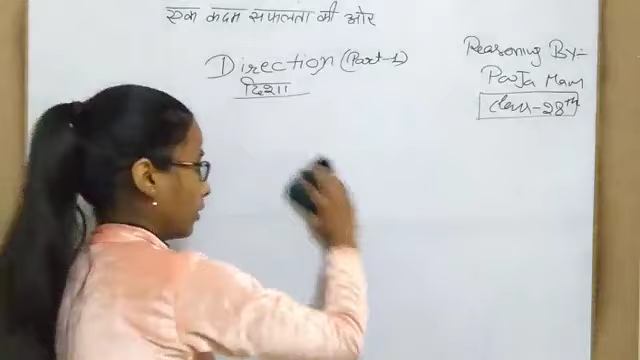 एक कदम सफलता की ओर
Direction (Part-1)
दिशा
Reasoning By:-
Pooja Mam
Class-28th